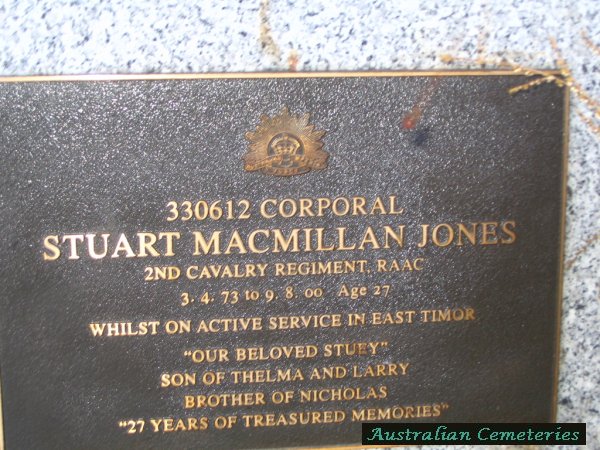 330612 CORPORAL
STUART MACMILLAN JONES
2ND CAVALRY REGIMENT, RAAC
3. 4. 73 to 9. 8. 00 Age 27
WHILST ON ACTIVE SERVICE IN EAST TIMOR
"OUR BELOVED STUEY"
SON OF THELMA AND LARRY
BROTHER OF NICHOLAS
"27 YEARS OF TREASURED MEMORIES"
Australian Cemeteries